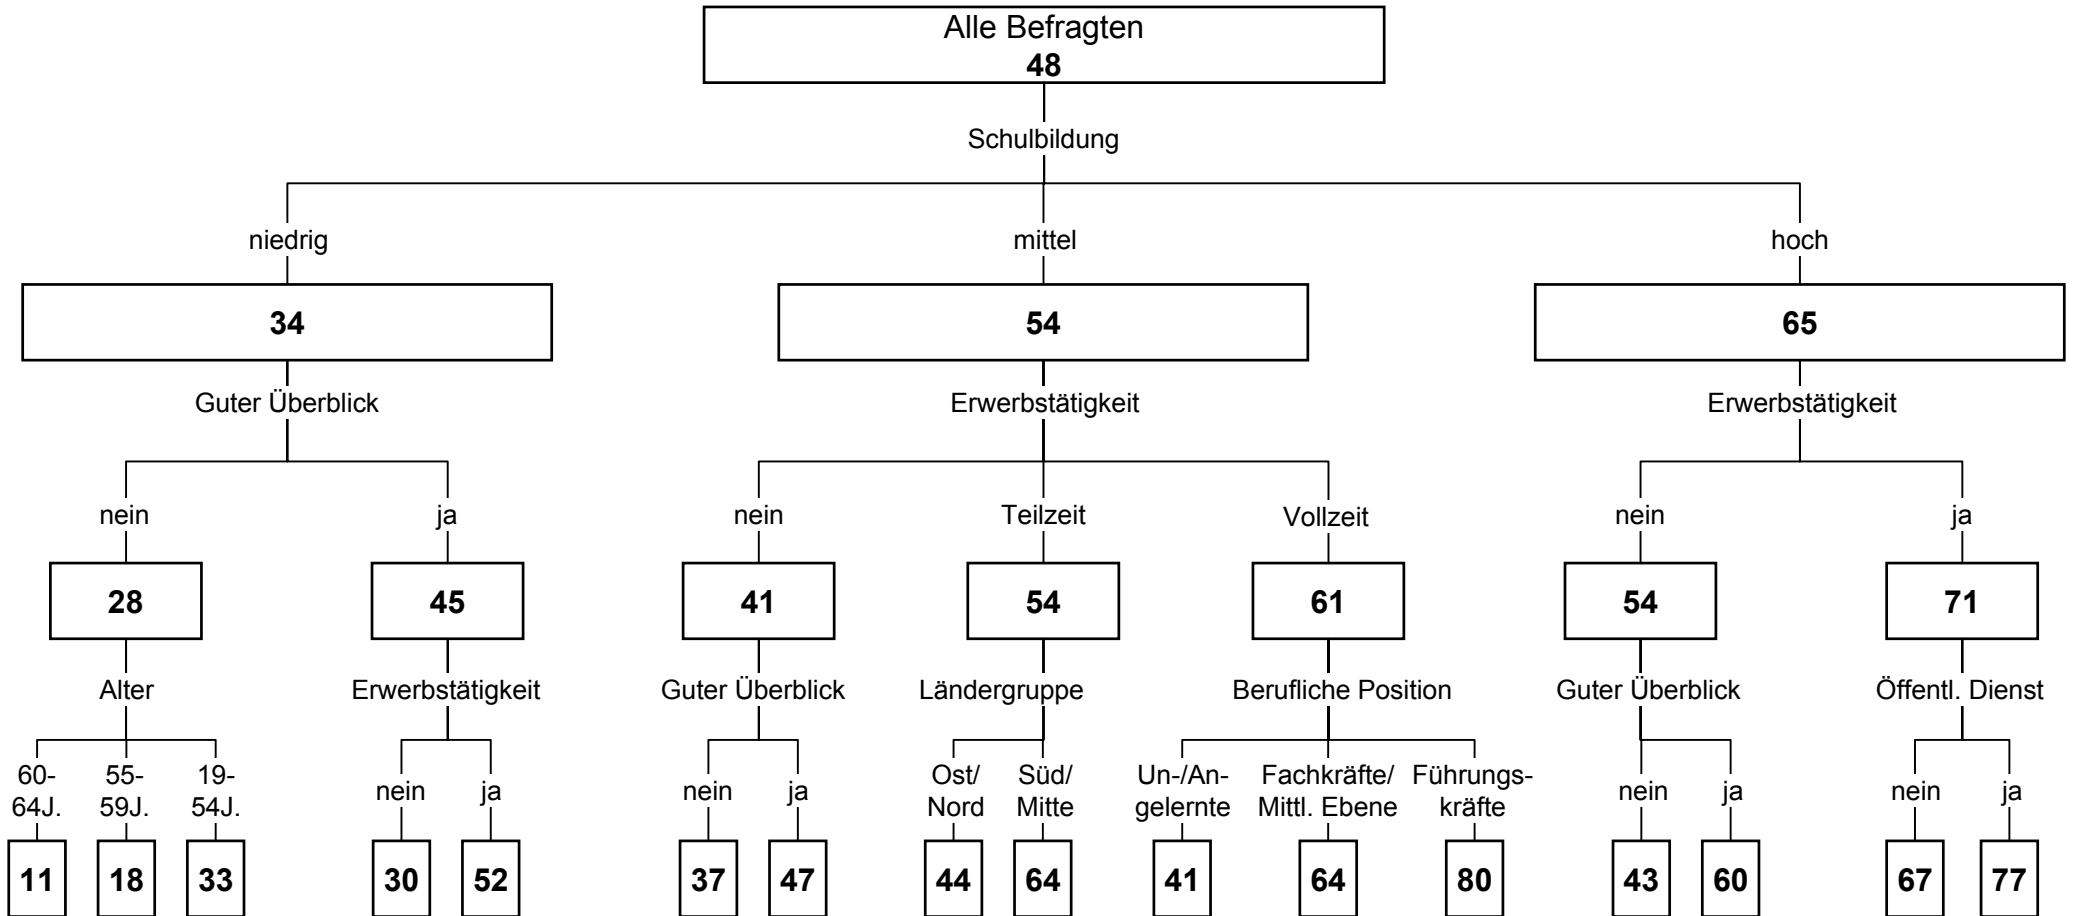 Alle Befragten
48
Schulbildung
niedrig
mittel
hoch
34
54
65
Guter Überblick
Erwerbstätigkeit
Erwerbstätigkeit
nein
ja
nein
Teilzeit
Vollzeit
nein
ja
28
45
41
54
61
54
71
Alter
Erwerbstätigkeit
Guter Überblick
Ländergruppe
Berufliche Position
Guter Überblick
Öffentl. Dienst
60-
64J.
55-
59J.
19-
54J.
nein
ja
nein
ja
Ost/
Nord
Süd/
Mitte
Un-/An-
gelernte
Fachkräfte/
Mittl. Ebene
Führungs-
kräfte
nein
ja
nein
ja
11
18
33
30
52
37
47
44
64
41
64
80
43
60
67
77